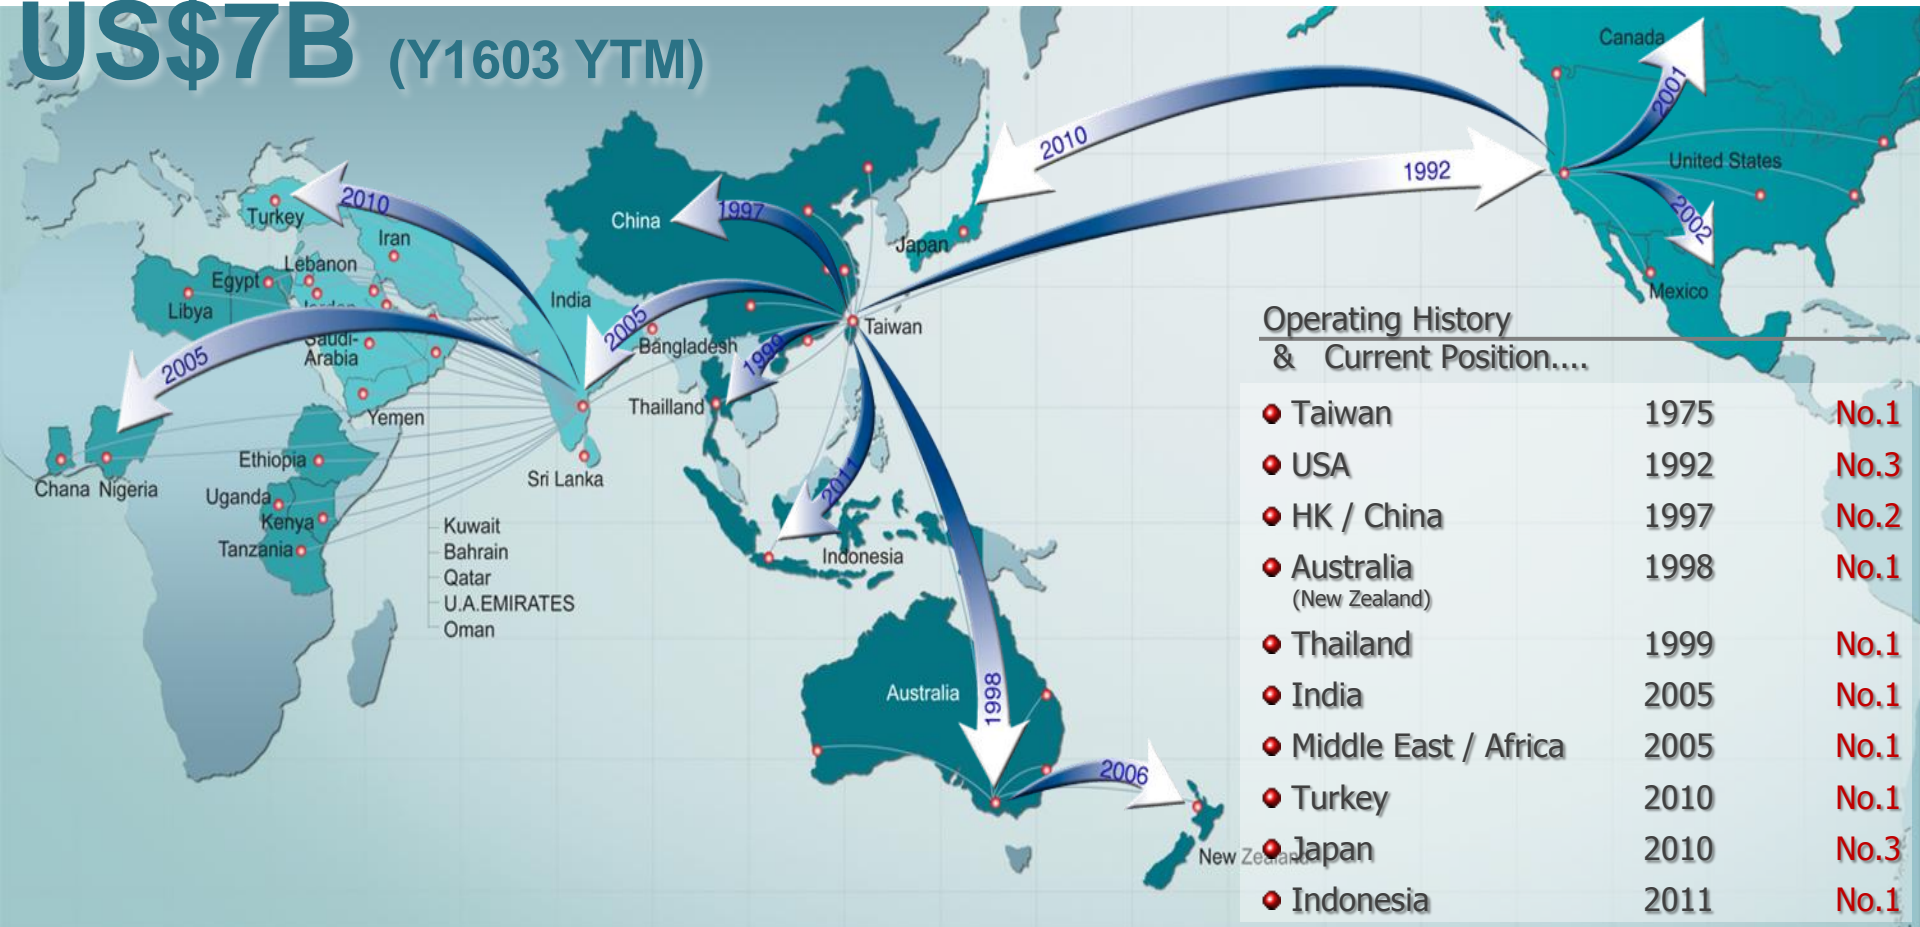 US$7B (Y1603 YTM)
Canada
2001
2010
United States
1992
2002
Turkey
2010
China
1997
Japan
Iran
Lebanon
Egypt
Libya
India
Mexico
2005
Taiwan
Bangladesh
1999
Saudi-
Arabia
2005
Thailland
Yemen
Ethiopia
Sri Lanka
Chana Nigeria
Uganda
Kenya
Tanzania
2011
Indonesia
Kuwait
Bahrain
Qatar
U.A.EMIRATES
Oman
Australia
1998
2006
New Zealand
Operating History
& Current Position....
Taiwan 1975 No.1
USA 1992 No.3
HK / China 1997 No.2
Australia 1998 No.1
(New Zealand)
Thailand 1999 No.1
India 2005 No.1
Middle East / Africa 2005 No.1
Turkey 2010 No.1
Japan 2010 No.3
Indonesia 2011 No.1